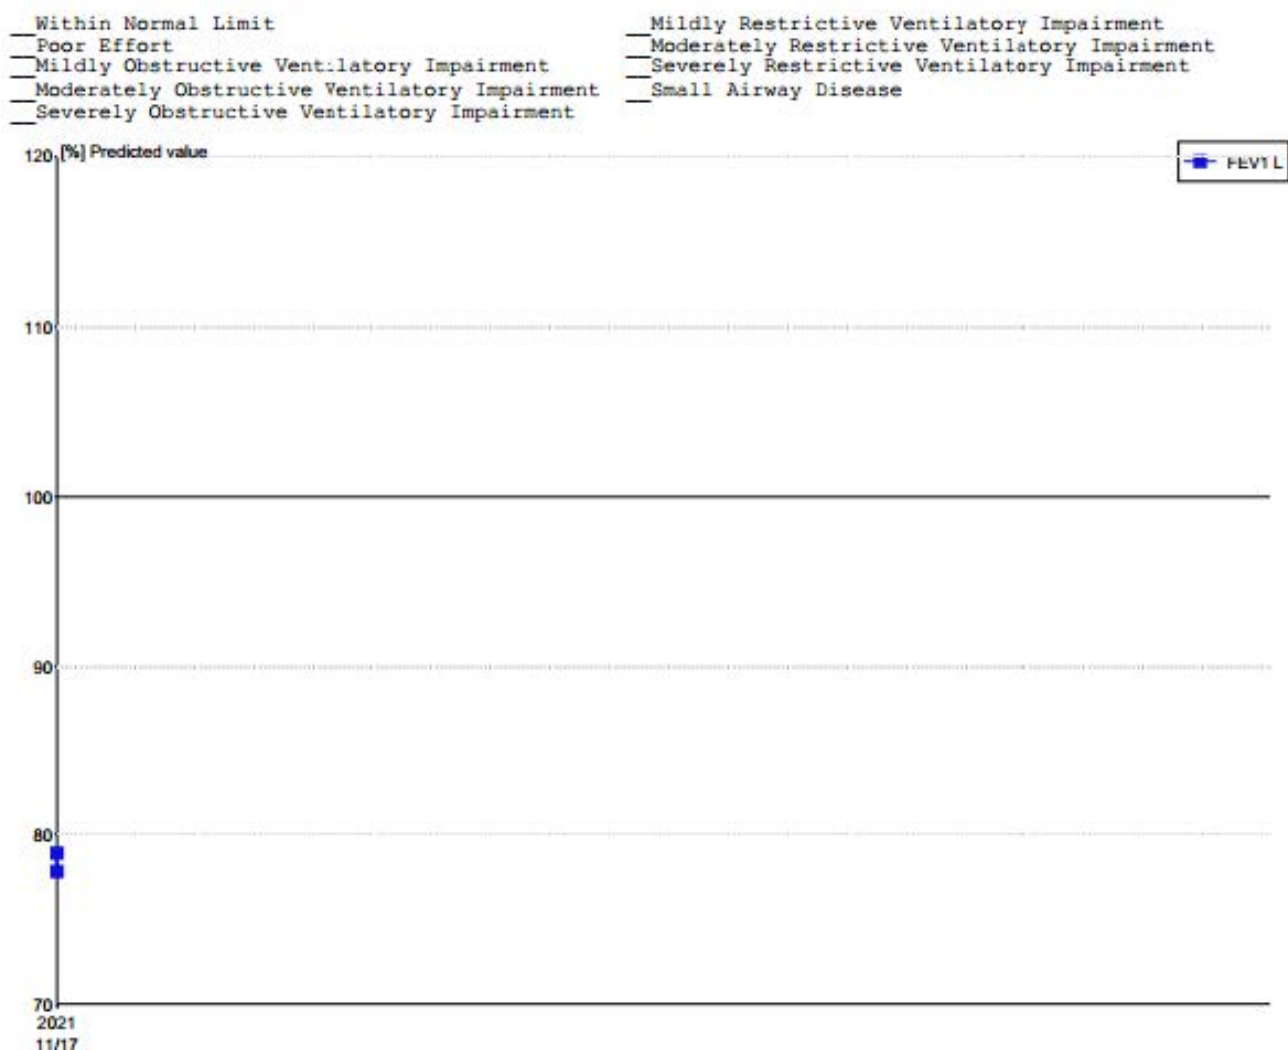 __Within Normal Limit
__Poor Effort
__Mildly Obstructive Ventilatory Impairment
__Moderately Obstructive Ventilatory Impairment
__Severely Obstructive Ventilatory Impairment
__Mildly Restrictive Ventilatory Impairment
__Moderately Restrictive Ventilatory Impairment
__Severely Restrictive Ventilatory Impairment
__Small Airway Disease
[%] Predicted value
FEV1 L
120
110
100
90
80
70
2021
11/17